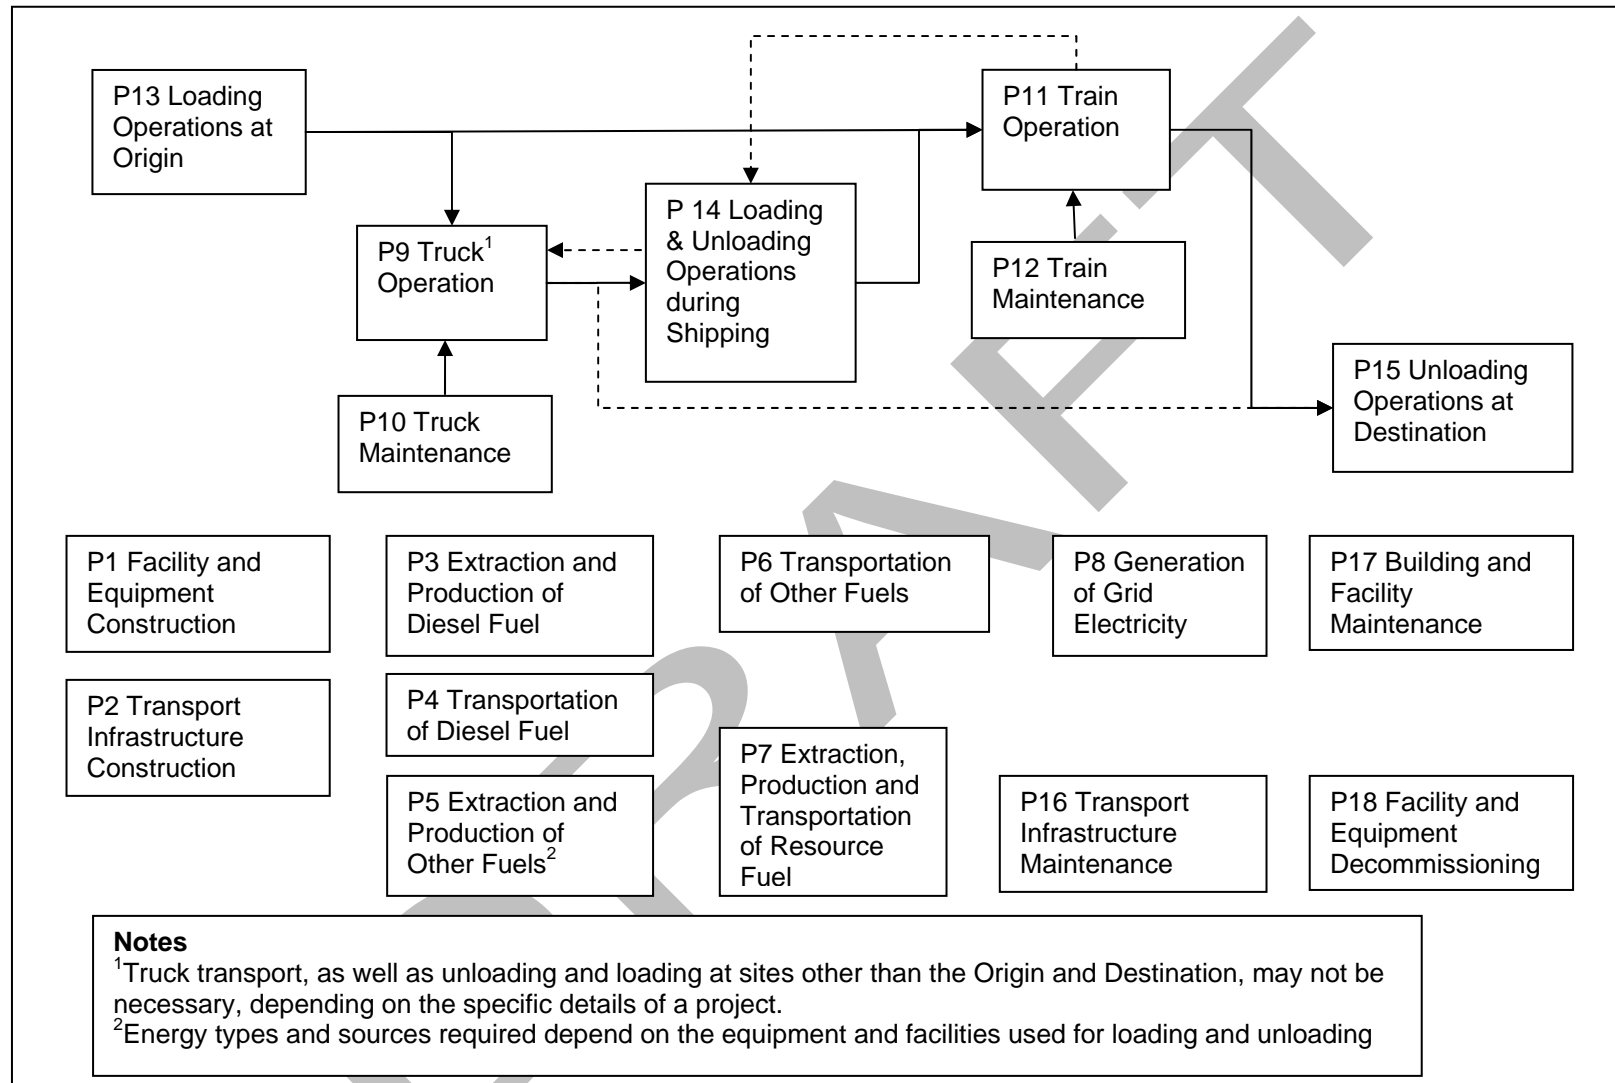 P13 Loading
Operations at
Origin
P11 Train
Operation
P 14 Loading
& Unloading
Operations
during
Shipping
P9 Truck¹
Operation
P12 Train
Maintenance
P15 Unloading
Operations at
Destination
P10 Truck
Maintenance
P1 Facility and
Equipment
Construction
P3 Extraction and
Production of
Diesel Fuel
P6 Transportation
of Other Fuels
P8 Generation
of Grid
Electricity
P17 Building and
Facility
Maintenance
P2 Transport
Infrastructure
Construction
P4 Transportation
of Diesel Fuel
P7 Extraction,
Production and
Transportation
of Resource
Fuel
P5 Extraction and
Production of
Other Fuels²
P16 Transport
Infrastructure
Maintenance
P18 Facility and
Equipment
Decommissioning
Notes
¹Truck transport, as well as unloading and loading at sites other than the Origin and Destination, may not be
necessary, depending on the specific details of a project.
²Energy types and sources required depend on the equipment and facilities used for loading and unloading
DRAFT